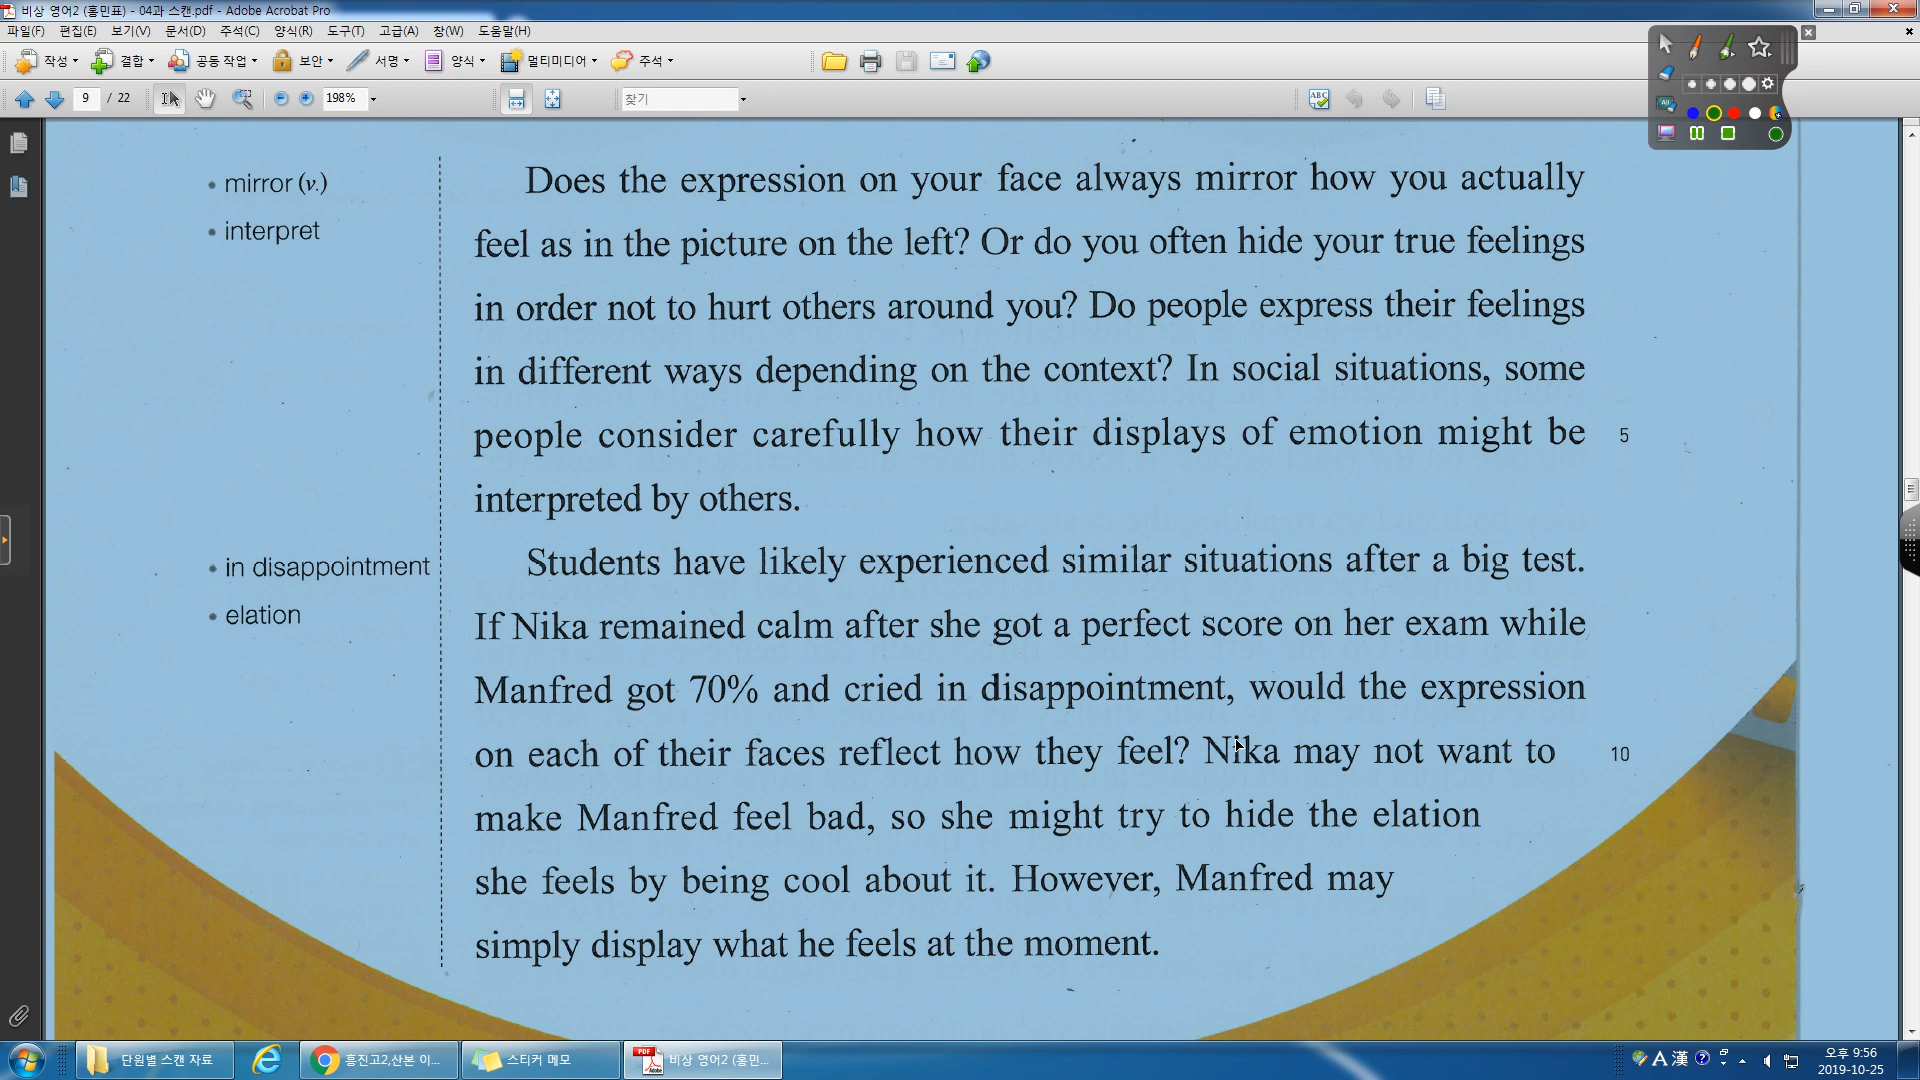 비상 영어2 (홍민표) - 04과 스캔.pdf - Adobe Acrobat Pro
파일(F) 편집(E) 보기(V) 문서(D) 주석(C) 양식(R) 도구(T) 고급(A) 창(W) 도움말(H)
작성 결합 공동 작업 보안 서명 양식 멀티미디어 주석
9 / 22 198% 찾기
• mirror (v.)
• interpret
Does the expression on your face always mirror how you actually
feel as in the picture on the left? Or do you often hide your true feelings
in order not to hurt others around you? Do people express their feelings
in different ways depending on the context? In social situations, some
people consider carefully how their displays of emotion might be 5
interpreted by others.
• in disappointment
• elation
Students have likely experienced similar situations after a big test.
If Nika remained calm after she got a perfect score on her exam while
Manfred got 70% and cried in disappointment, would the expression
on each of their faces reflect how they feel? Nika may not want to 10
make Manfred feel bad, so she might try to hide the elation
she feels by being cool about it. However, Manfred may
simply display what he feels at the moment.
단원별 스캔 자료
흥진고2,산본 이...
스티커 메모
비상 영어2 (홍민...
A 漢
오후 9:56
2019-10-25